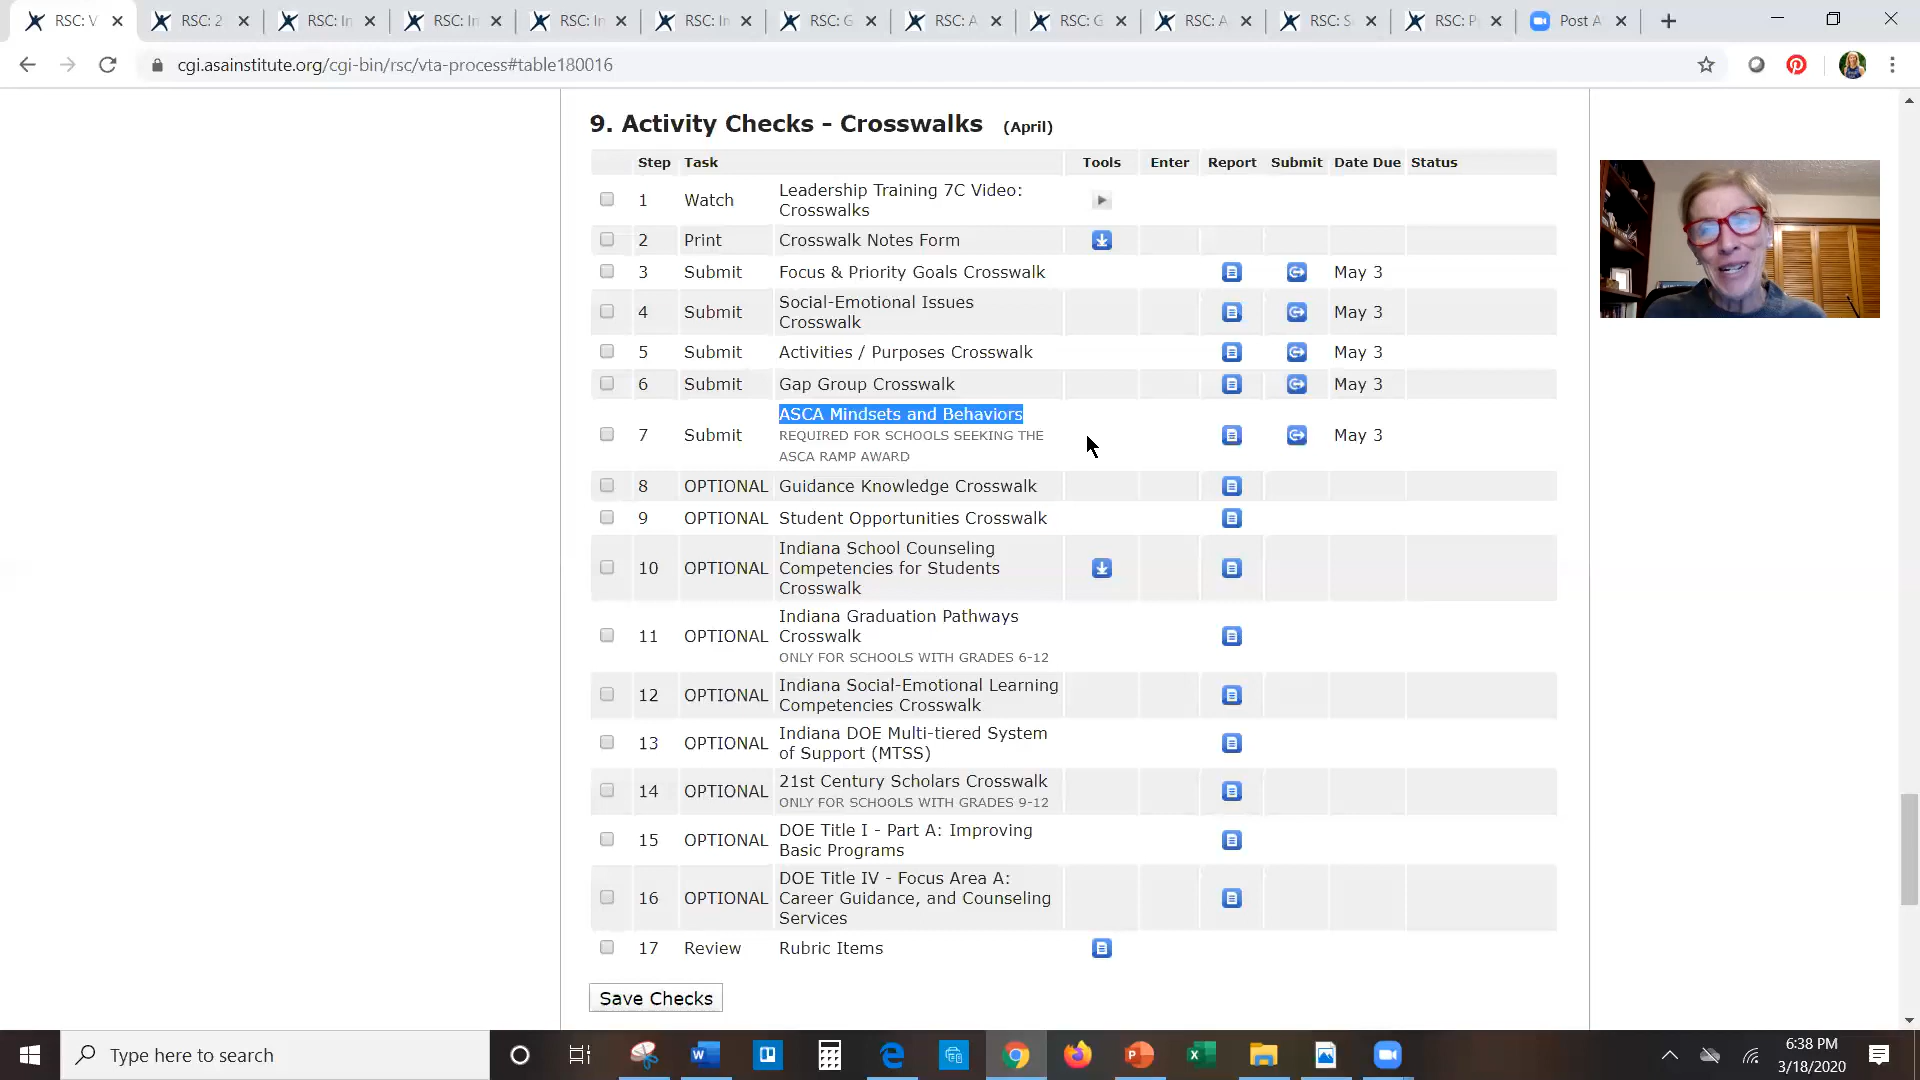 RSC: V
RSC: 2
RSC: In
RSC: In
RSC: In
RSC: In
RSC: G
RSC: A
RSC: G
RSC: A
RSC: S
RSC: P
Post A
cgi.asainstitute.org/cgi-bin/rsc/vta-process#table180016
9. Activity Checks - Crosswalks (April)
Step Task Tools Enter Report Submit Date Due Status
1 Watch Leadership Training 7C Video:
Crosswalks
2 Print Crosswalk Notes Form
3 Submit Focus & Priority Goals Crosswalk May 3
4 Submit Social-Emotional Issues
Crosswalk May 3
5 Submit Activities / Purposes Crosswalk May 3
6 Submit Gap Group Crosswalk May 3
7 Submit ASCA Mindsets and Behaviors
REQUIRED FOR SCHOOLS SEEKING THE
ASCA RAMP AWARD May 3
8 OPTIONAL Guidance Knowledge Crosswalk
9 OPTIONAL Student Opportunities Crosswalk
10 OPTIONAL Indiana School Counseling
Competencies for Students
Crosswalk
11 OPTIONAL Indiana Graduation Pathways
Crosswalk
ONLY FOR SCHOOLS WITH GRADES 6-12
12 OPTIONAL Indiana Social-Emotional Learning
Competencies Crosswalk
13 OPTIONAL Indiana DOE Multi-tiered System
of Support (MTSS)
14 OPTIONAL 21st Century Scholars Crosswalk
ONLY FOR SCHOOLS WITH GRADES 9-12
15 OPTIONAL DOE Title I - Part A: Improving
Basic Programs
16 OPTIONAL DOE Title IV - Focus Area A:
Career Guidance, and Counseling
Services
17 Review Rubric Items
Save Checks
Type here to search
6:38 PM
3/18/2020